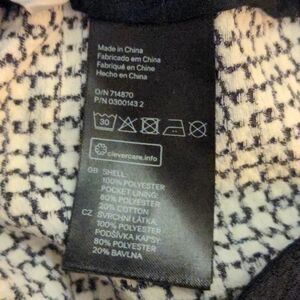 Made in China
Fabricado em China
Fabriqué en Chine
Hecho en China
O/N 714870
P/N 0300143 2
30
clevercare.info
GB SHELL:
100% POLYESTER
POCKET LINING
80% POLYESTER
20% COTTON
CZ SVRCHNÍ LÁTKA:
100% POLYESTER
PODŠÍVKA KAPSY
80% POLYESTER
20% BAVLNA